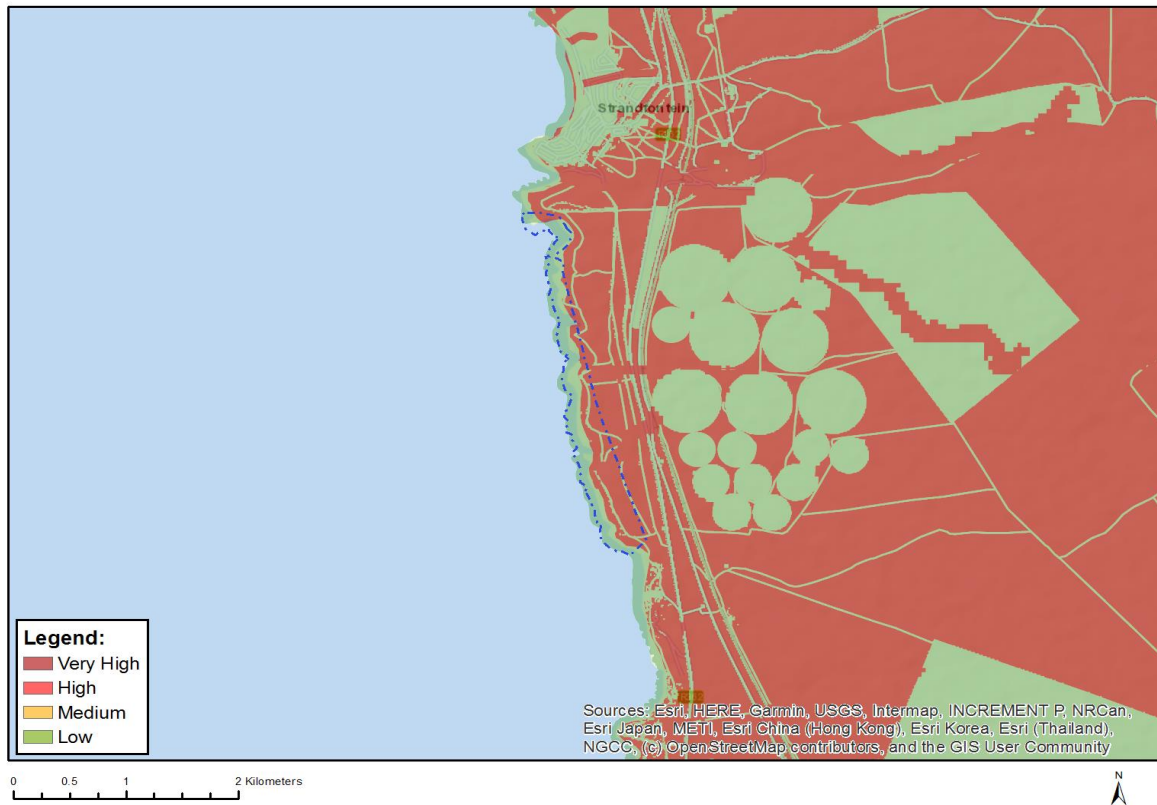 Strandfontein
Legend:
Very High
High
Medium
Low
Sources: Esri, HERE, Garmin, USGS, Intermap, INCREMENT P, NRCan,
Esri Japan, METI, Esri China (Hong Kong), Esri Korea, Esri (Thailand),
NGCC, (c) OpenStreetMap contributors, and the GIS User Community
0 0.5 1 2 Kilometers
N